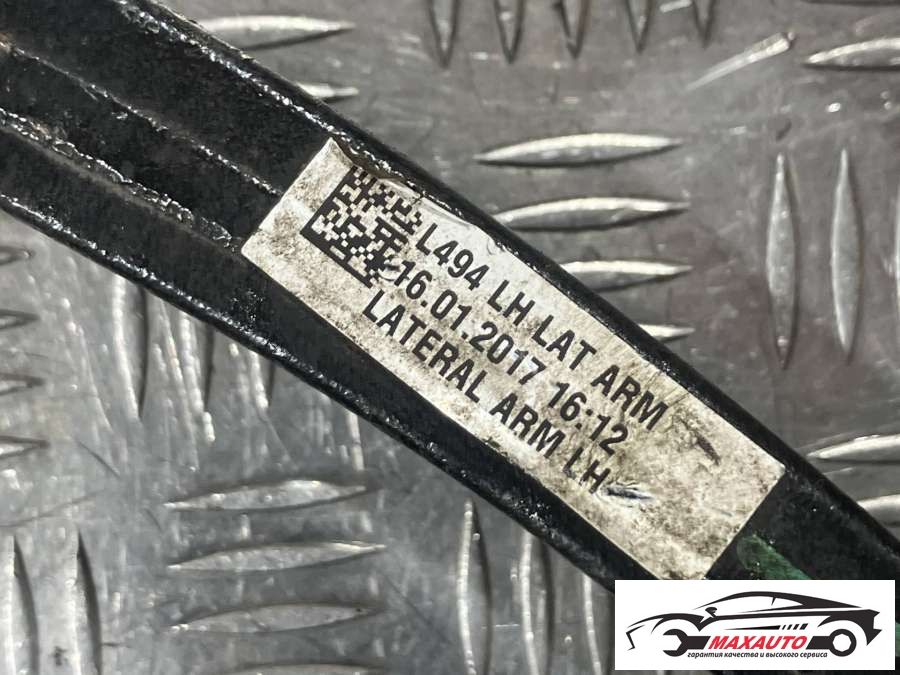 L494 LH LAT ARM
16.01.2017 16:12
LATERAL ARM LH
MAXAUTO
гарантия качества и высокого сервиса